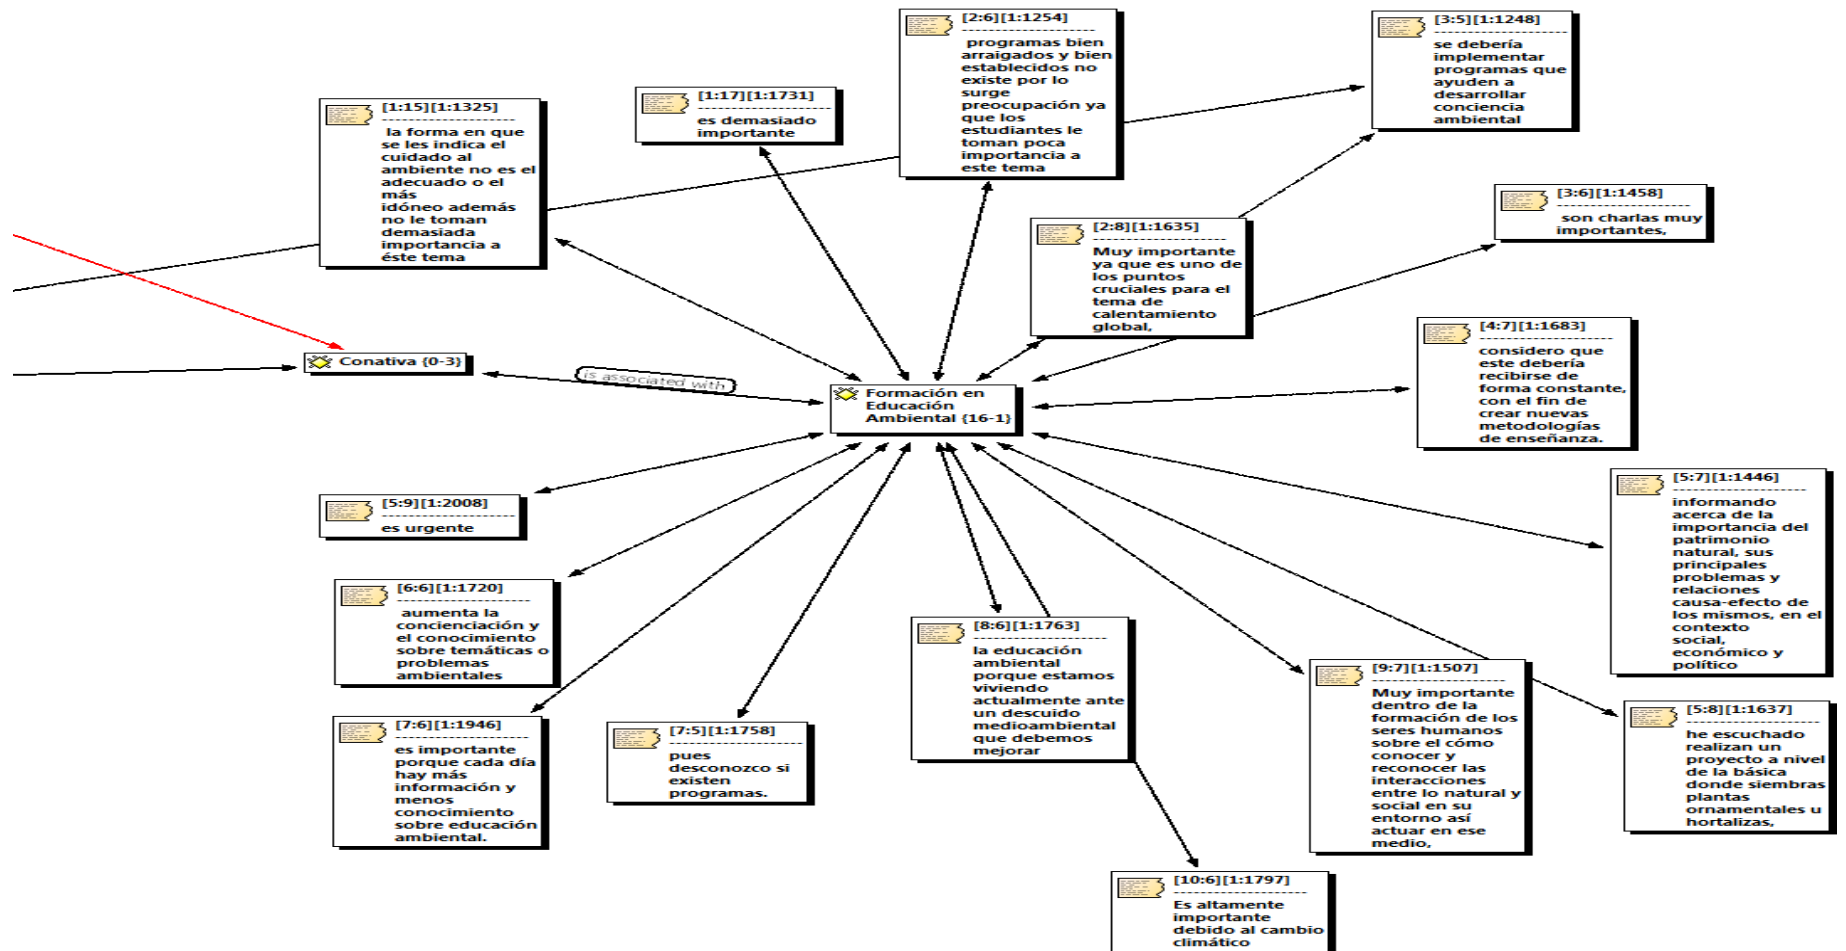 [2:6][1:1254]
programas bien
arraigados y bien
establecidos no
existe por lo
surge
preocupación ya
que los
estudiantes le
toman poca
importancia a
este tema
[3:5][1:1248]
se debería
implementar
programas que
ayuden a
desarrollar
conciencia
ambiental
[1:17][1:1731]
es demasiado
importante
[1:15][1:1325]
la forma en que
se les indica el
cuidado al
ambiente no es el
adecuado o el
más
idóneo además
no le toman
demasiada
importancia a
éste tema
[3:6][1:1458]
son charlas muy
importantes,
[2:8][1:1635]
Muy importante
ya que es uno de
los puntos
cruciales para el
tema de
calentamiento
global,
[4:7][1:1683]
considero que
este debería
recibirse de
forma constante,
con el fin de
crear nuevas
metodologías
de enseñanza.
Conativa {0-3}
is associated with
Formación en
Educación
Ambiental {16-1}
[5:7][1:1446]
informando
acerca de la
importancia del
patrimonio
natural, sus
principales
problemas y
relaciones
causa-efecto de
los mismos, en el
contexto
social,
económico y
político
[5:9][1:2008]
es urgente
[6:6][1:1720]
aumenta la
concienciación y
el conocimiento
sobre temáticas o
problemas
ambientales
[8:6][1:1763]
la educación
ambiental
porque estamos
viviendo
actualmente ante
un descuido
medioambiental
que debemos
mejorar
[9:7][1:1507]
Muy importante
dentro de la
formación de los
seres humanos
sobre el cómo
conocer y
reconocer las
interacciones
entre lo natural y
social en su
entorno así
actuar en ese
medio,
[5:8][1:1637]
he escuchado
realizan un
proyecto a nivel
de la básica
donde siembras
plantas
ornamentales u
hortalizas,
[7:6][1:1946]
es importante
porque cada día
hay más
información y
menos
conocimiento
sobre educación
ambiental.
[7:5][1:1758]
pues
desconozco si
existen
programas.
[10:6][1:1797]
Es altamente
importante
debido al cambio
climático